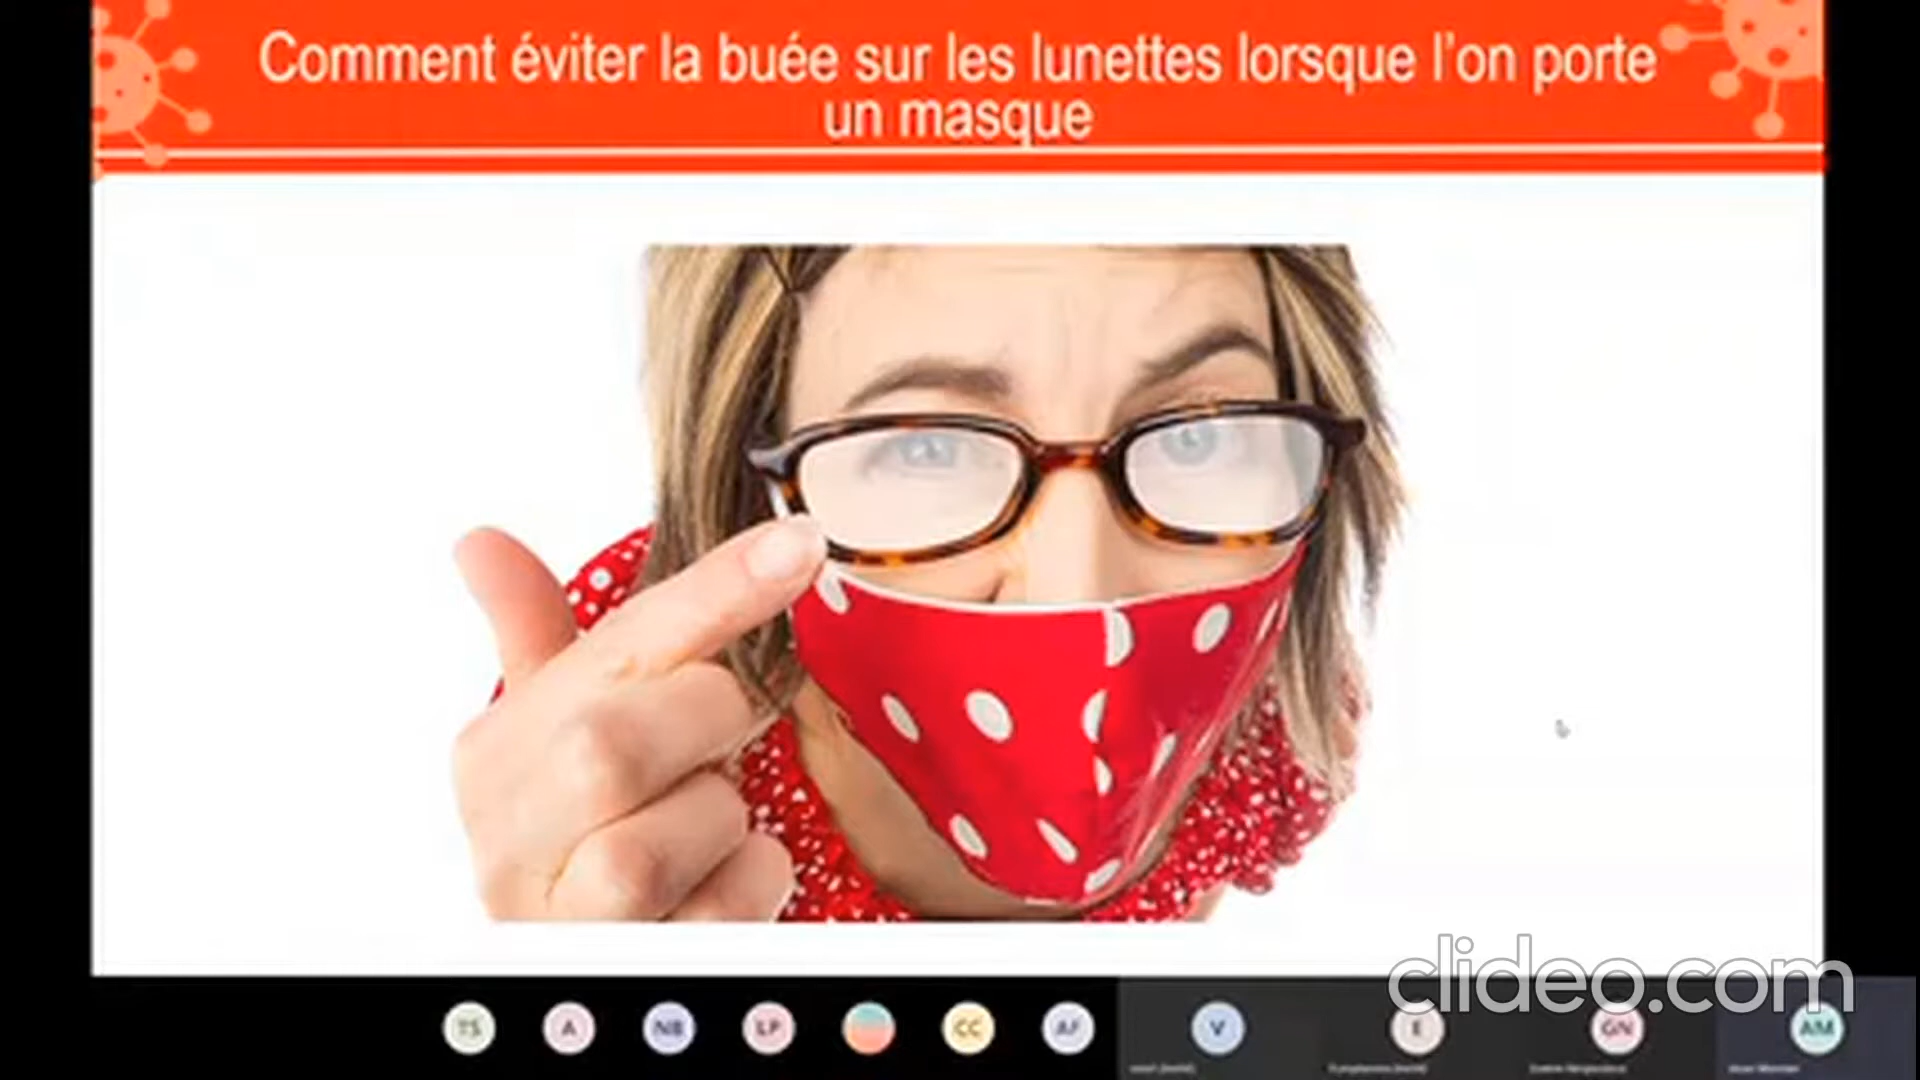 Comment éviter la buée sur les lunettes lorsque l'on porte
un masque
clideo.com
TS A NB LP CC AF V E GN AM